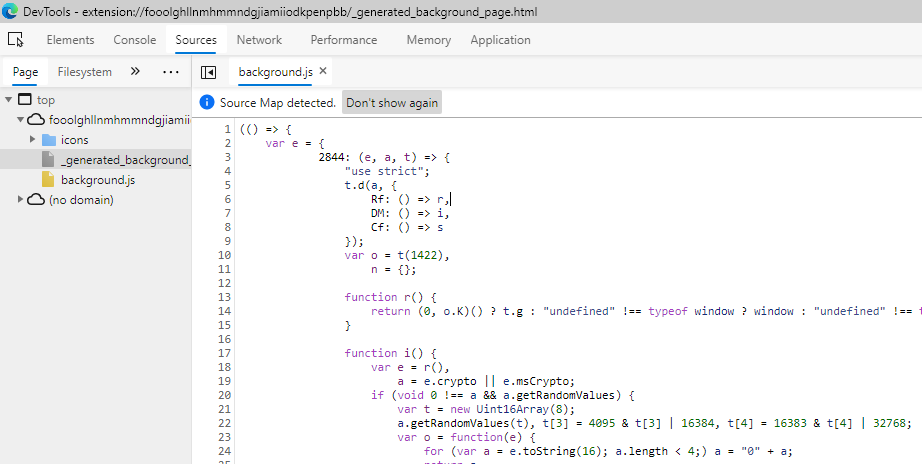 DevTools - extension://fooolghllnmhmmndgjiamiiodkpenpbb/_generated_background_page.html
Elements Console Sources Network Performance Memory Application
Page Filesystem » ··· background.js ×
Source Map detected. Don't show again
top
fooolghllnmhmmndgjiamii
icons
_generated_background_
background.js
(no domain)
1 (() => {
2 var e = {
3 2844: (e, a, t) => {
4 "use strict";
5 t.d(a, {
6 Rf: () => r,
7 DM: () => i,
8 Cf: () => s
9 });
10 var o = t(1422),
11 n = {};
12
13 function r() {
14 return (0, o.K)() ? t.g : "undefined" !== typeof window ? window : "undefined" !== t
15 }
16
17 function i() {
18 var e = r(),
19 a = e.crypto || e.msCrypto;
20 if (void 0 !== a && a.getRandomValues) {
21 var t = new Uint16Array(8);
22 a.getRandomValues(t), t[3] = 4095 & t[3] | 16384, t[4] = 16383 & t[4] | 32768;
23 var o = function(e) {
24 for (var a = e.toString(16); a.length < 4;) a = "0" + a;